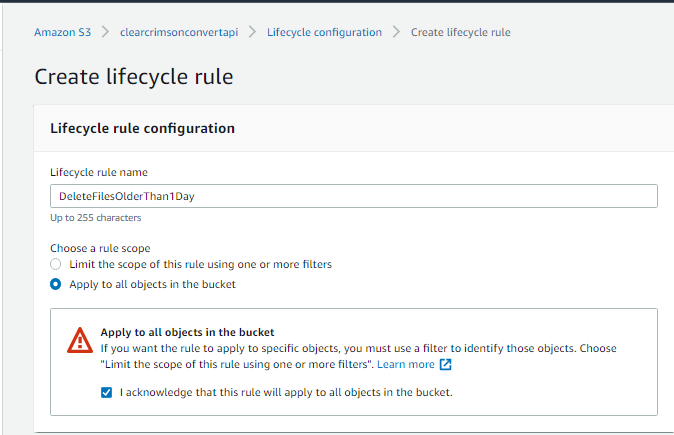 Amazon S3 > clearcrimsonconvertapi > Lifecycle configuration > Create lifecycle rule
Create lifecycle rule
Lifecycle rule configuration
Lifecycle rule name
DeleteFilesOlderThan1Day
Up to 255 characters
Choose a rule scope
Limit the scope of this rule using one or more filters
Apply to all objects in the bucket
Apply to all objects in the bucket
If you want the rule to apply to specific objects, you must use a filter to identify those objects. Choose
"Limit the scope of this rule using one or more filters". Learn more
I acknowledge that this rule will apply to all objects in the bucket.